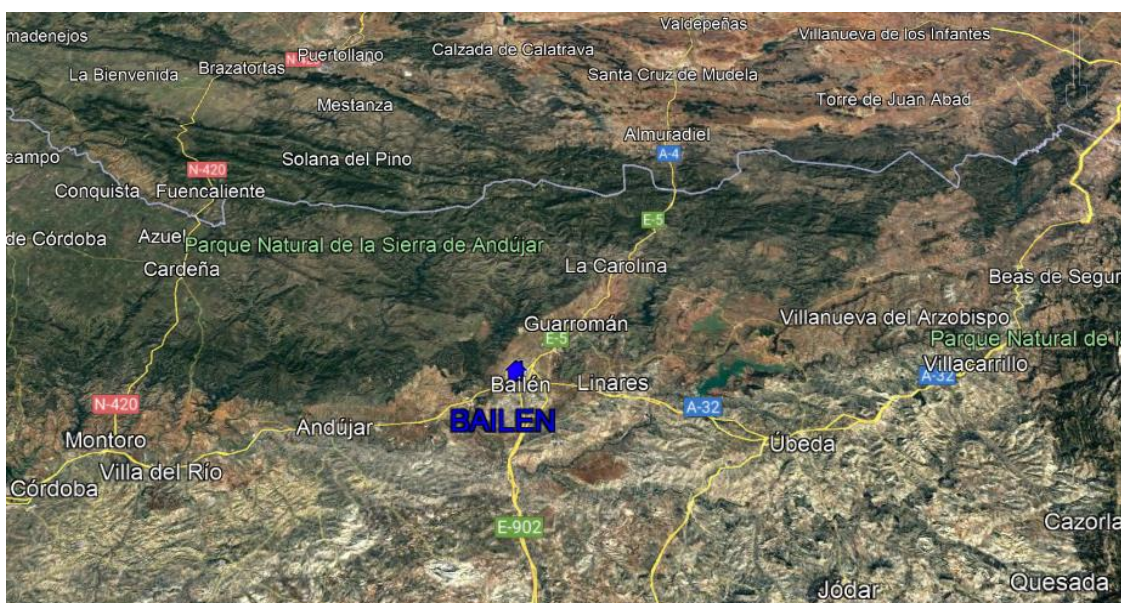 Valdepeñas
madenejos
Puertollano
Calzada de Calatrava
Villanueva de los Infantes
N-420
La Bienvenida
Brazatortas
Santa Cruz de Mudela
Mestanza
Torre de Juan Abad
Almuradiel
ocampo
Solana del Pino
A-4
N-420
Conquista
Fuencaliente
E-5
de Córdoba
Azuel
Parque Natural de la Sierra de Andújar
Cardeña
La Carolina
Beas de Segur
Guarromán
Villanueva del Arzobispo
E-5
Parque Natural de l
Villacarrillo
Bailén
Linares
A-32
N-420
A-32
BAILEN
Andújar
Montoro
Úbeda
Villa del Río
Córdoba
E-902
Cazorla
Jódar
Quesada